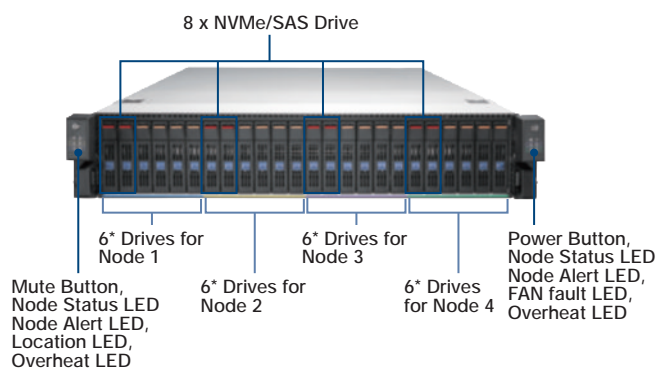 8 x NVMe/SAS Drive
6* Drives for
Node 1
6* Drives for
Node 2
6* Drives for
Node 3
6* Drives
for Node 4
Mute Button,
Node Status LED
Node Alert LED,
Location LED,
Overheat LED
Power Button,
Node Status LED
Node Alert LED,
FAN fault LED,
Overheat LED